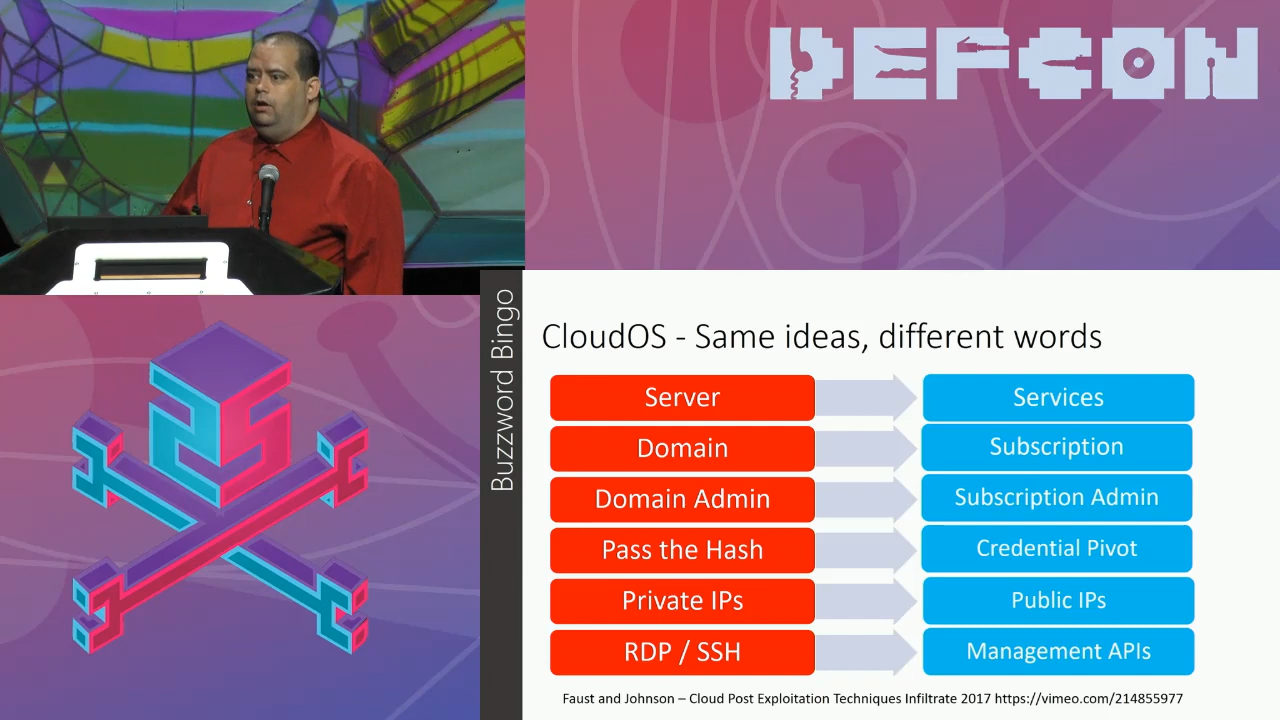 DEFCON
Buzzword Bingo
CloudOS - Same ideas, different words
Server
Services
Domain
Subscription
Domain Admin
Subscription Admin
Pass the Hash
Credential Pivot
Private IPs
Public IPs
RDP / SSH
Management APIs
Faust and Johnson – Cloud Post Exploitation Techniques Infiltrate 2017 https://vimeo.com/214855977